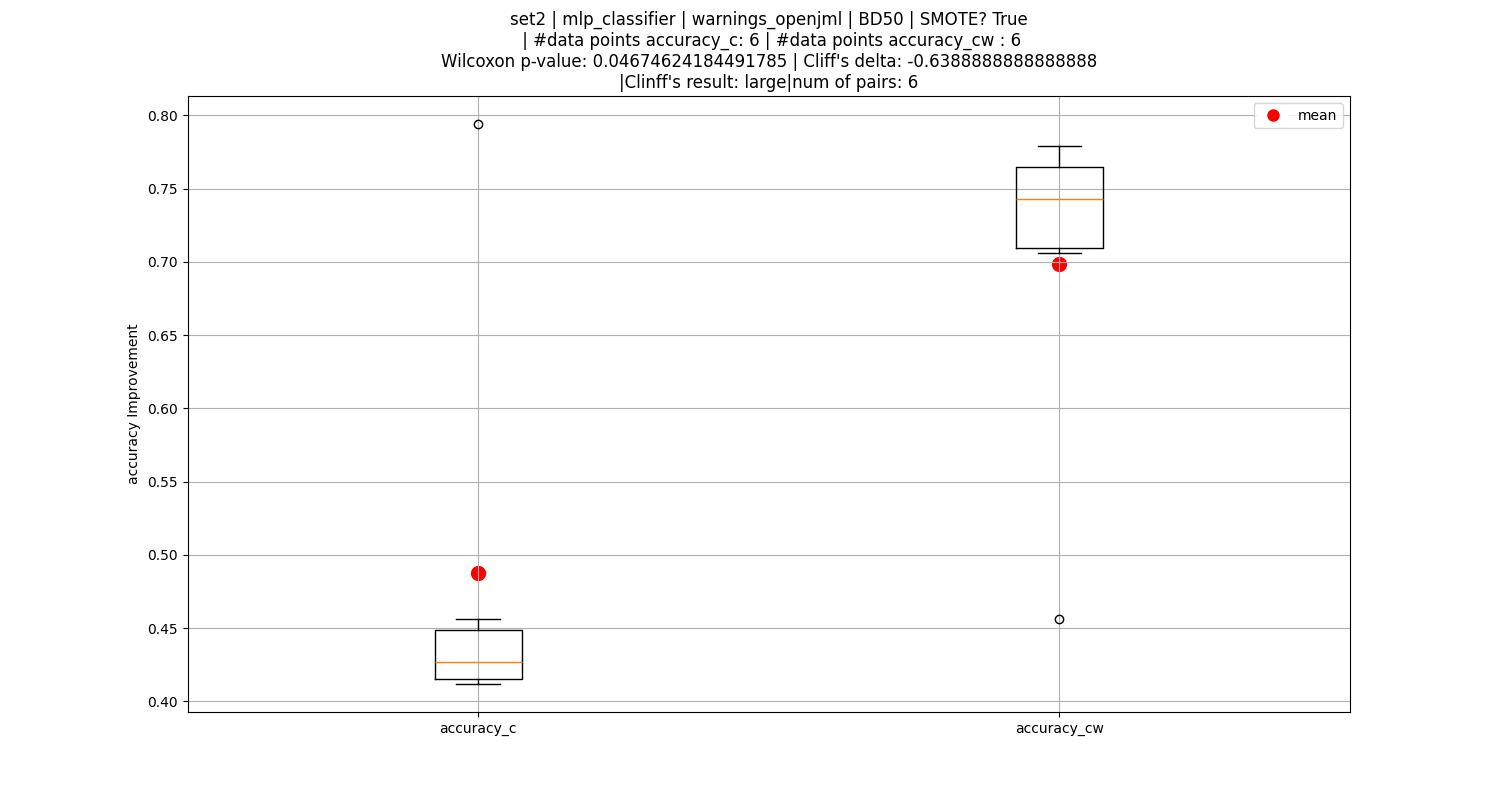 set2 | mlp_classifier | warnings_openjml | BD50 | SMOTE? True
| #data points accuracy_c: 6 | #data points accuracy_cw : 6
Wilcoxon p-value: 0.04674624184491785 | Cliff's delta: -0.6388888888888888
|Clinff's result: large|num of pairs: 6
mean
0.80
0.75
0.70
0.65
0.60
0.55
0.50
0.45
0.40
accuracy Improvement
accuracy_c
accuracy_cw